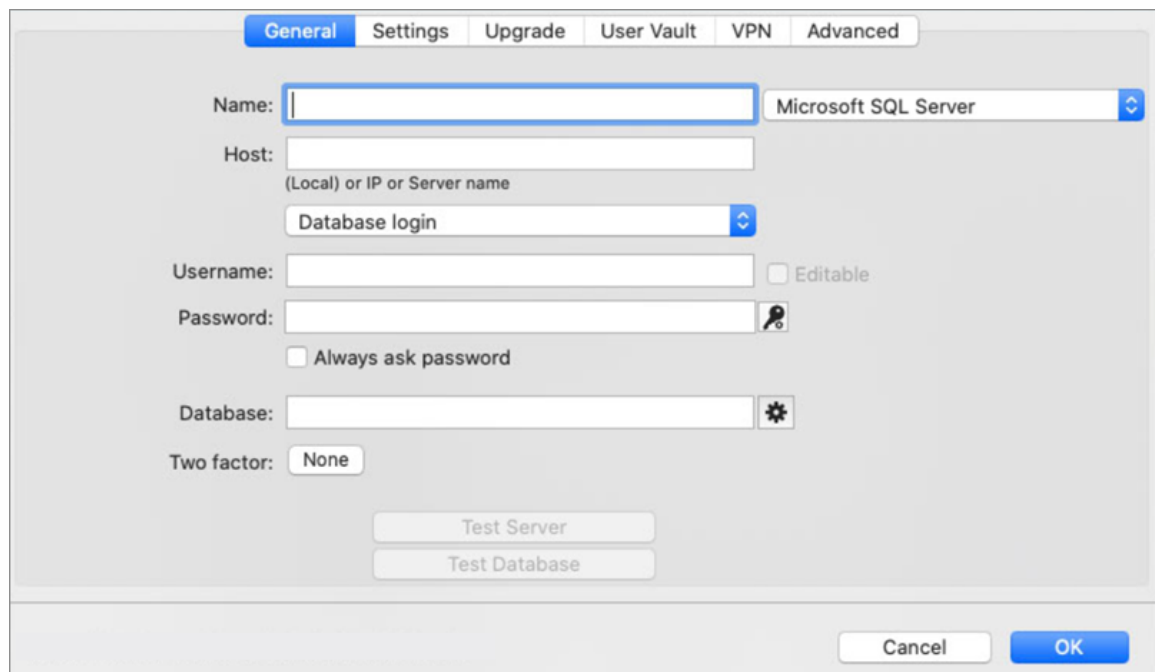 General Settings Upgrade User Vault VPN Advanced
Name: Microsoft SQL Server
Host:
(Local) or IP or Server name
Database login
Username: Editable
Password:
Always ask password
Database:
Two factor: None
Test Server
Test Database
Cancel OK